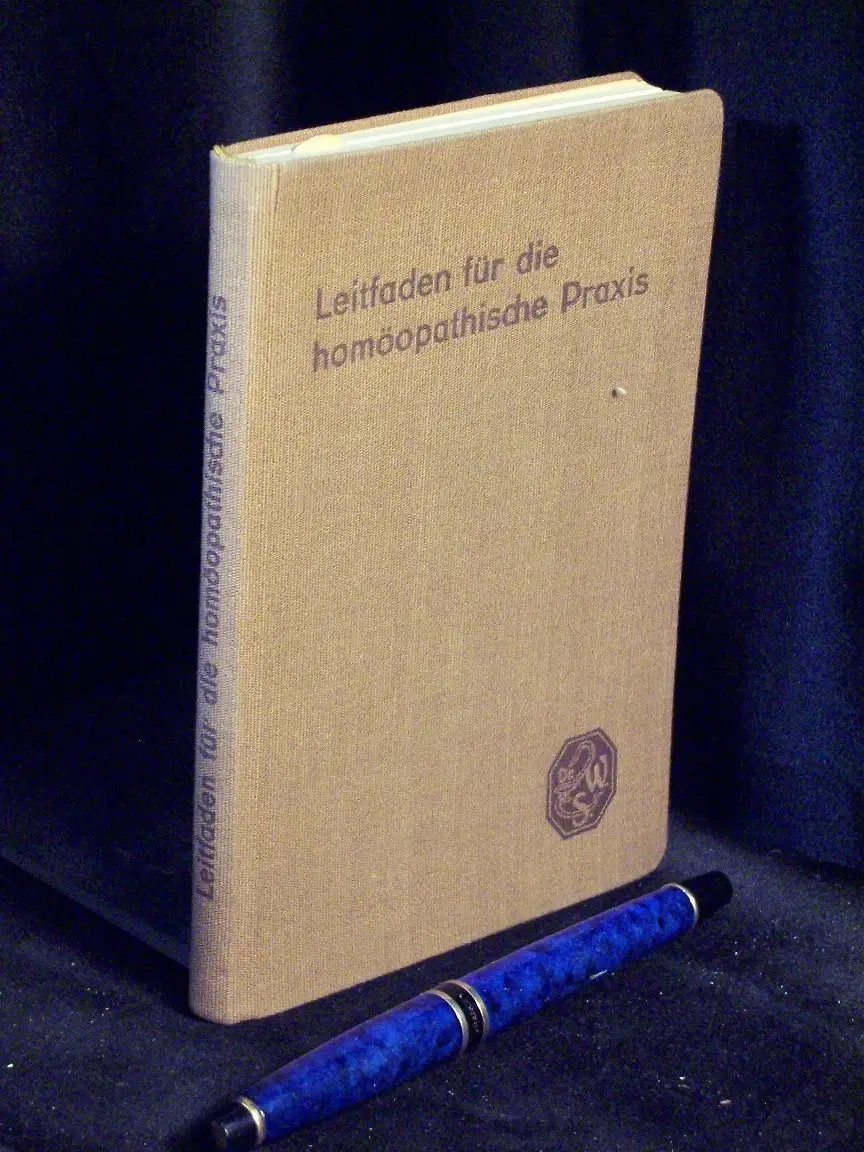 Leitfaden für die
homöopathische Praxis
Leitfaden für die homöopathische Praxis
W
S